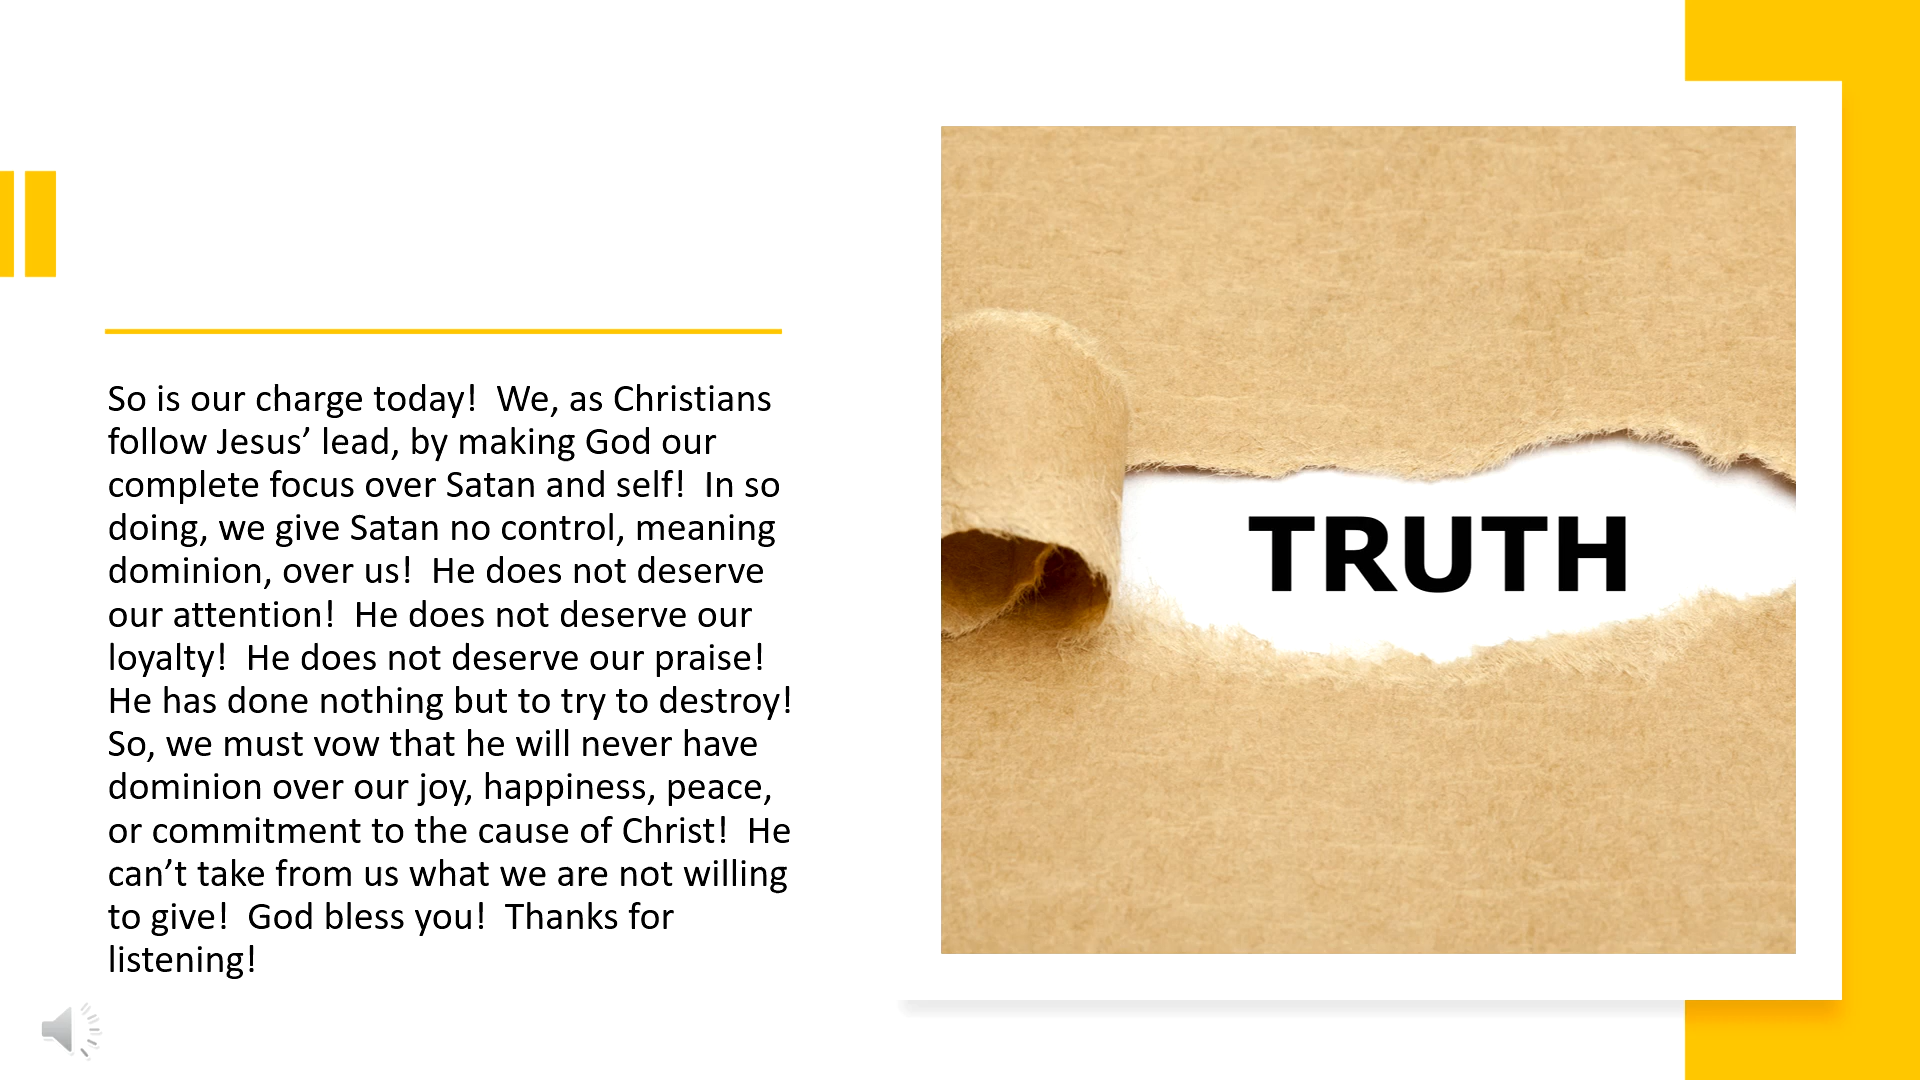 So is our charge today!  We, as Christians
follow Jesus’ lead, by making God our
complete focus over Satan and self!  In so
doing, we give Satan no control, meaning
dominion, over us!  He does not deserve
our attention!  He does not deserve our
loyalty!  He does not deserve our praise!
He has done nothing but to try to destroy!
So, we must vow that he will never have
dominion over our joy, happiness, peace,
or commitment to the cause of Christ!  He
can’t take from us what we are not willing
to give!  God bless you!  Thanks for
listening!
TRUTH